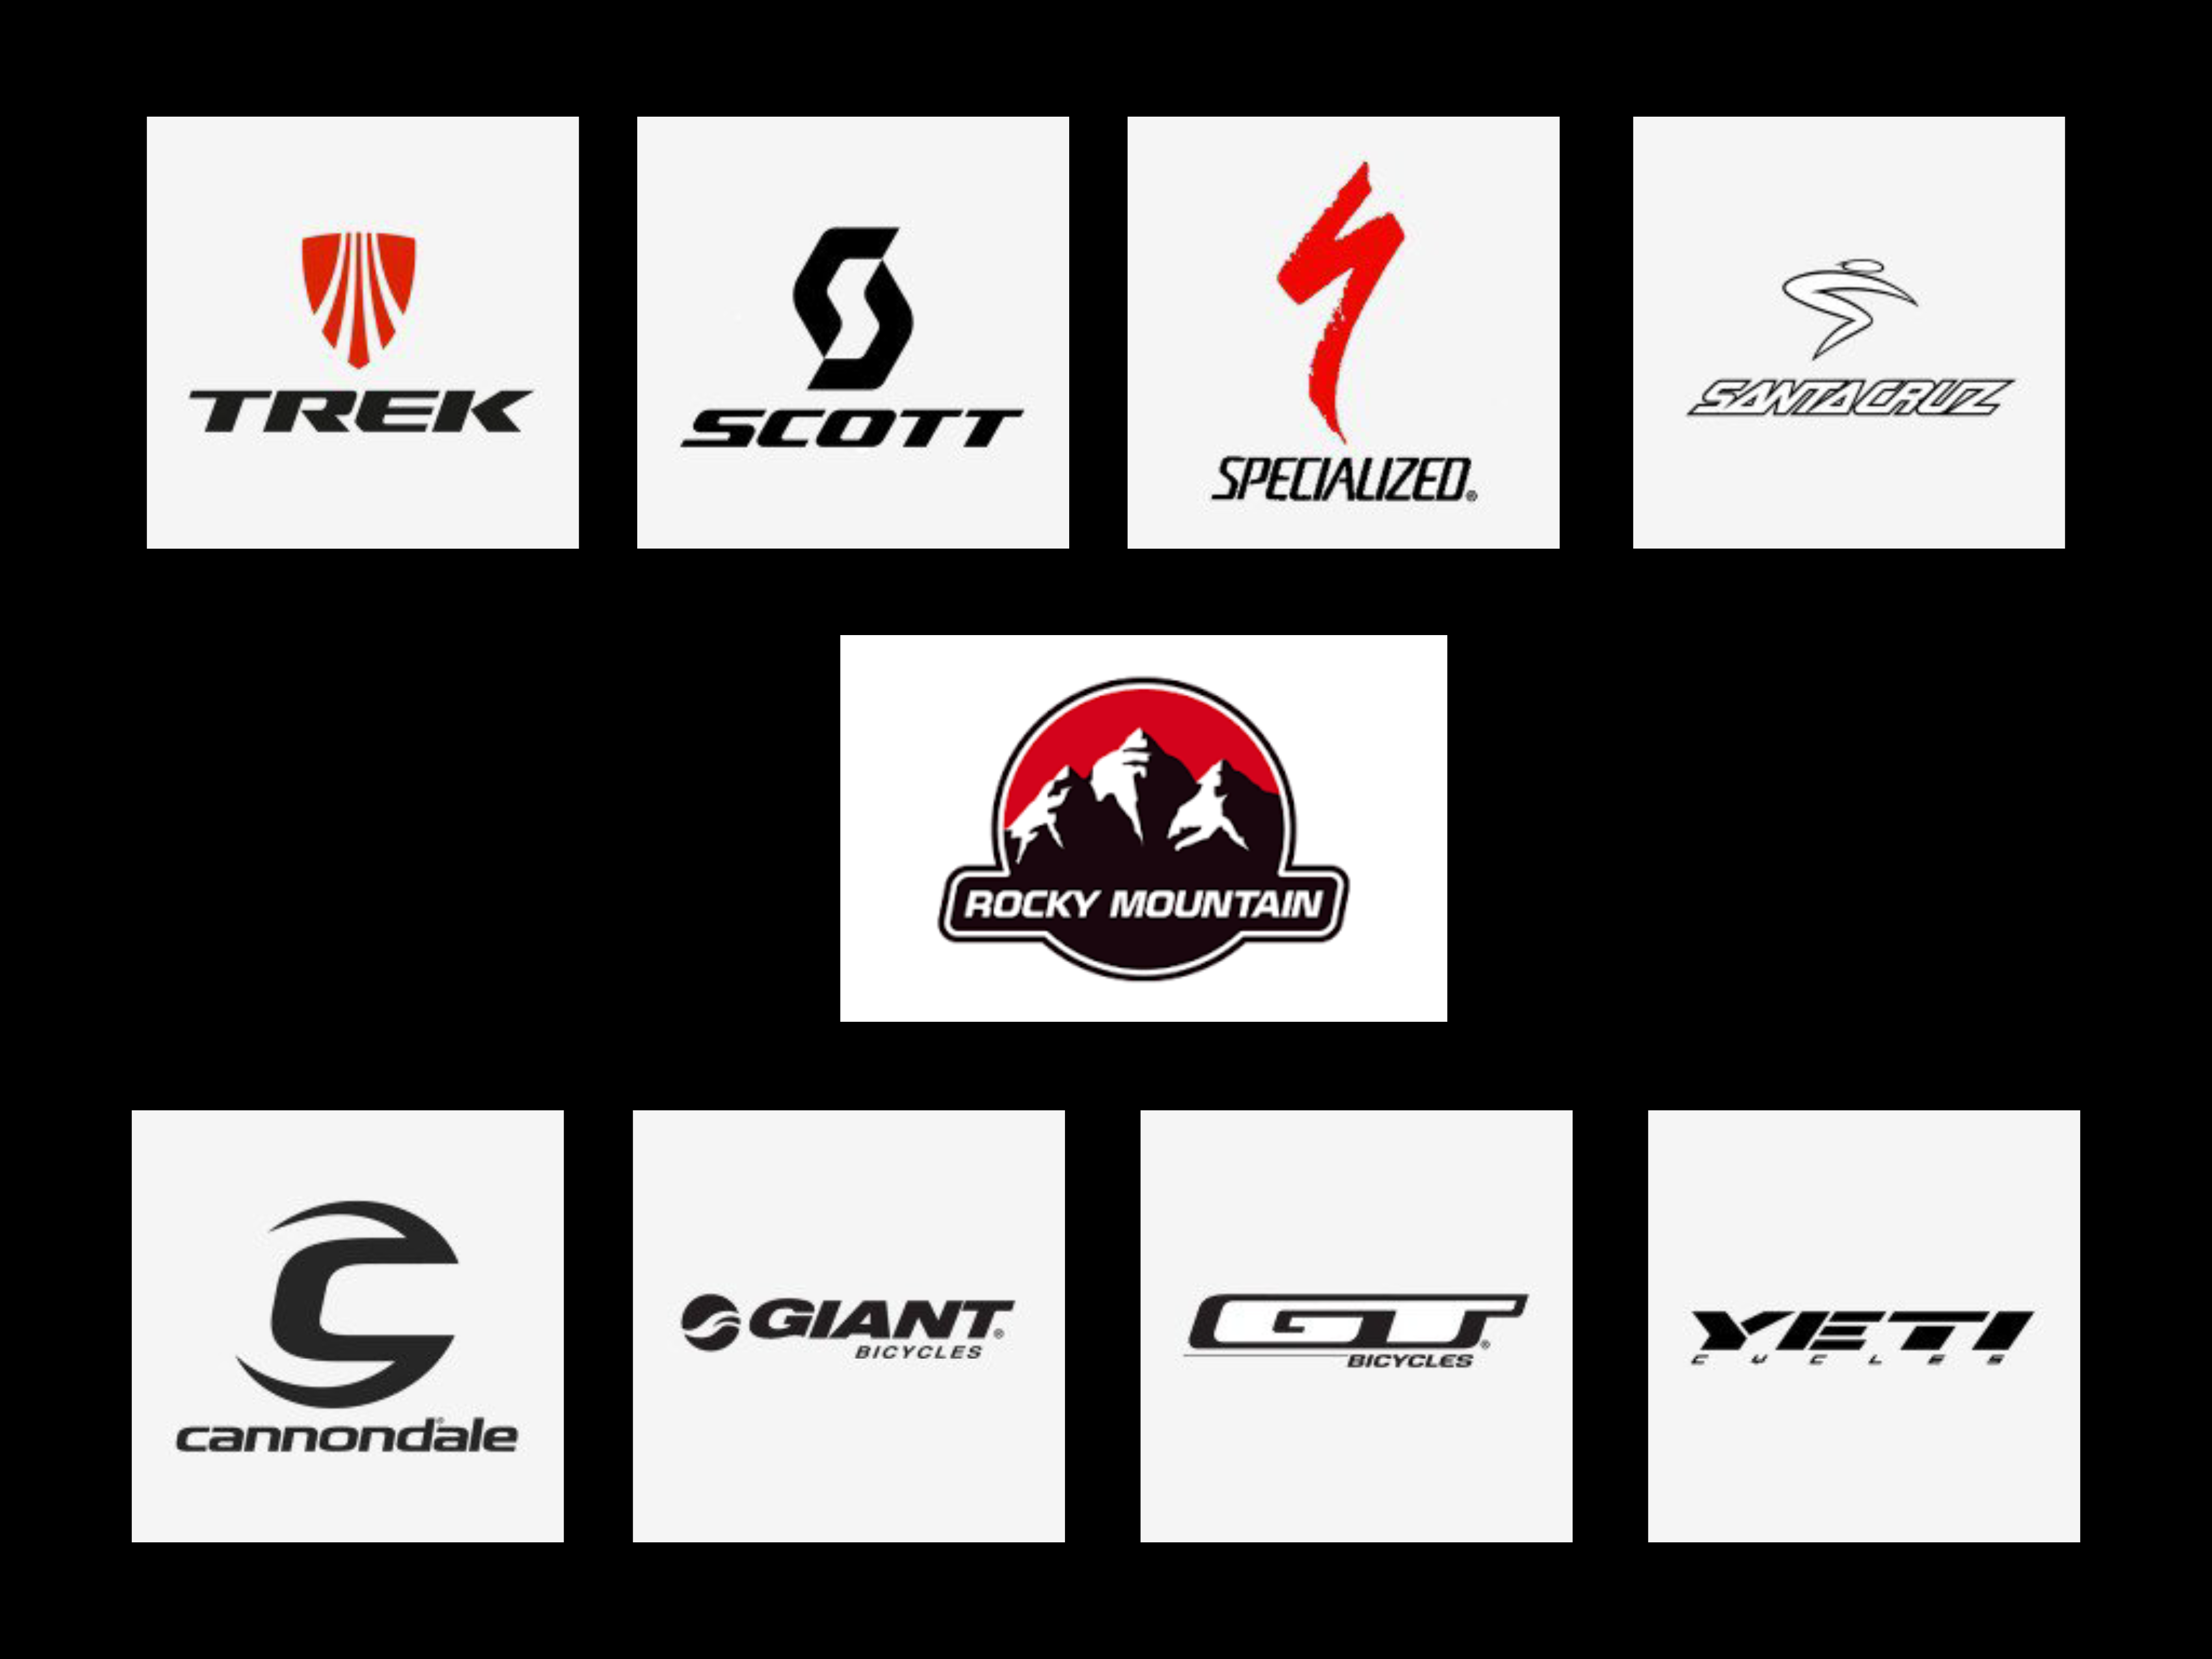 TREK
SCOTT
SPECIALIZED®
SANTACRUZ
ROCKY MOUNTAIN
cannondale®
GIANT®
BICYCLES
GT®
BICYCLES
YETI
CYCLES